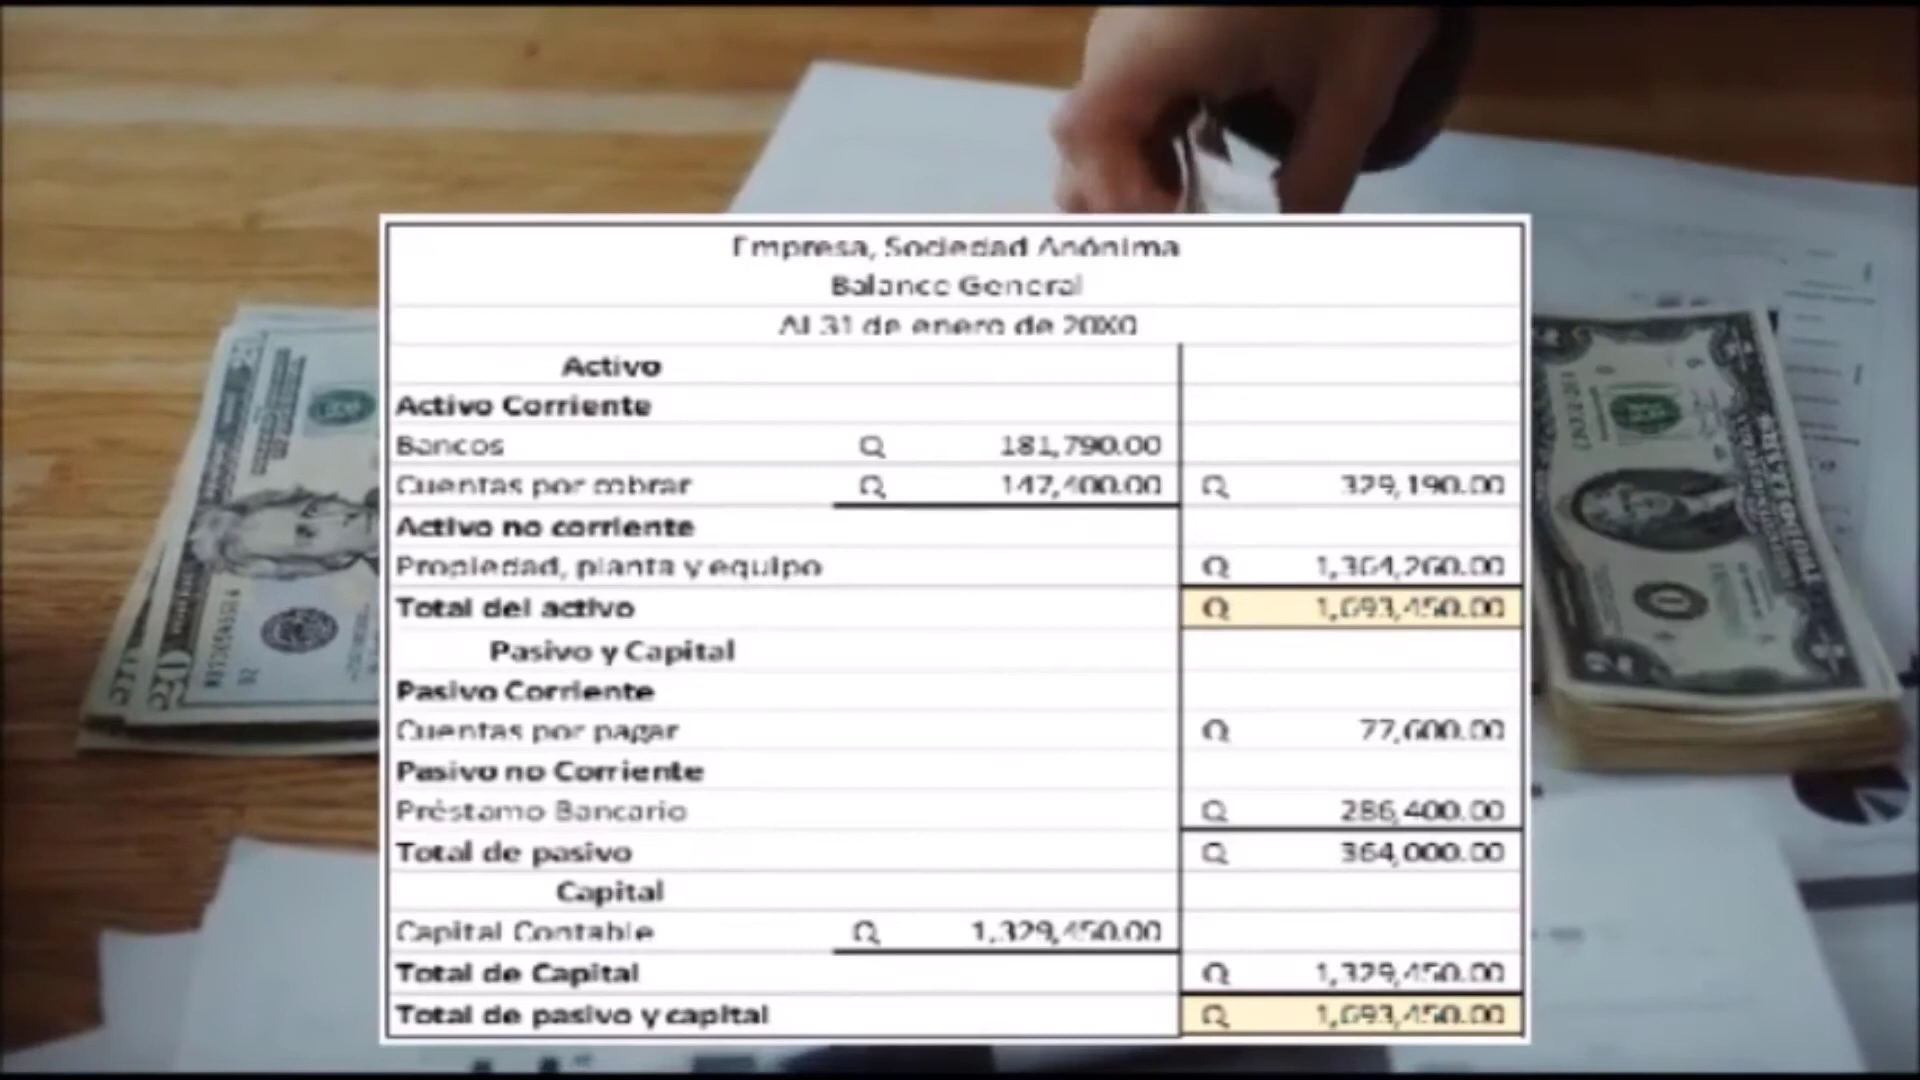 Empresa, Sociedad Anónima
Balance General
Al 31 de enero de 20X0
Activo
Activo Corriente
Bancos Q 181,790.00
Cuentas por cobrar Q 147,400.00 Q 329,190.00
Activo no corriente
Propiedad, planta y equipo Q 1,364,260.00
Total del activo Q 1,693,450.00
Pasivo y Capital
Pasivo Corriente
Cuentas por pagar Q 77,600.00
Pasivo no Corriente
Préstamo Bancario Q 286,400.00
Total de pasivo Q 364,000.00
Capital
Capital Contable Q 1,329,450.00
Total de Capital Q 1,329,450.00
Total de pasivo y capital Q 1,693,450.00